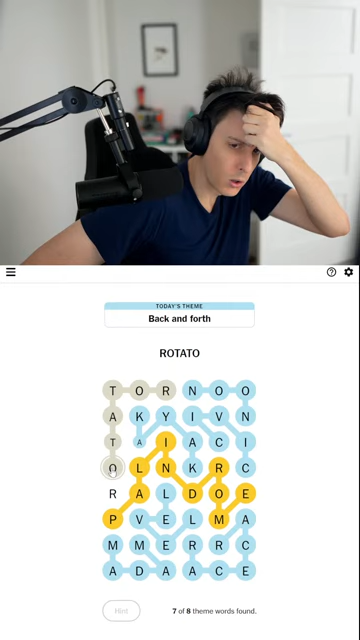 TODAY'S THEME
Back and forth
ROTATO
T O R N O O
A K Y I V N
T A I A C I
O L N K R C
R A L D O E
P V E L M A
M M E R R C
A D A A C E
Hint
7 of 8 theme words found.